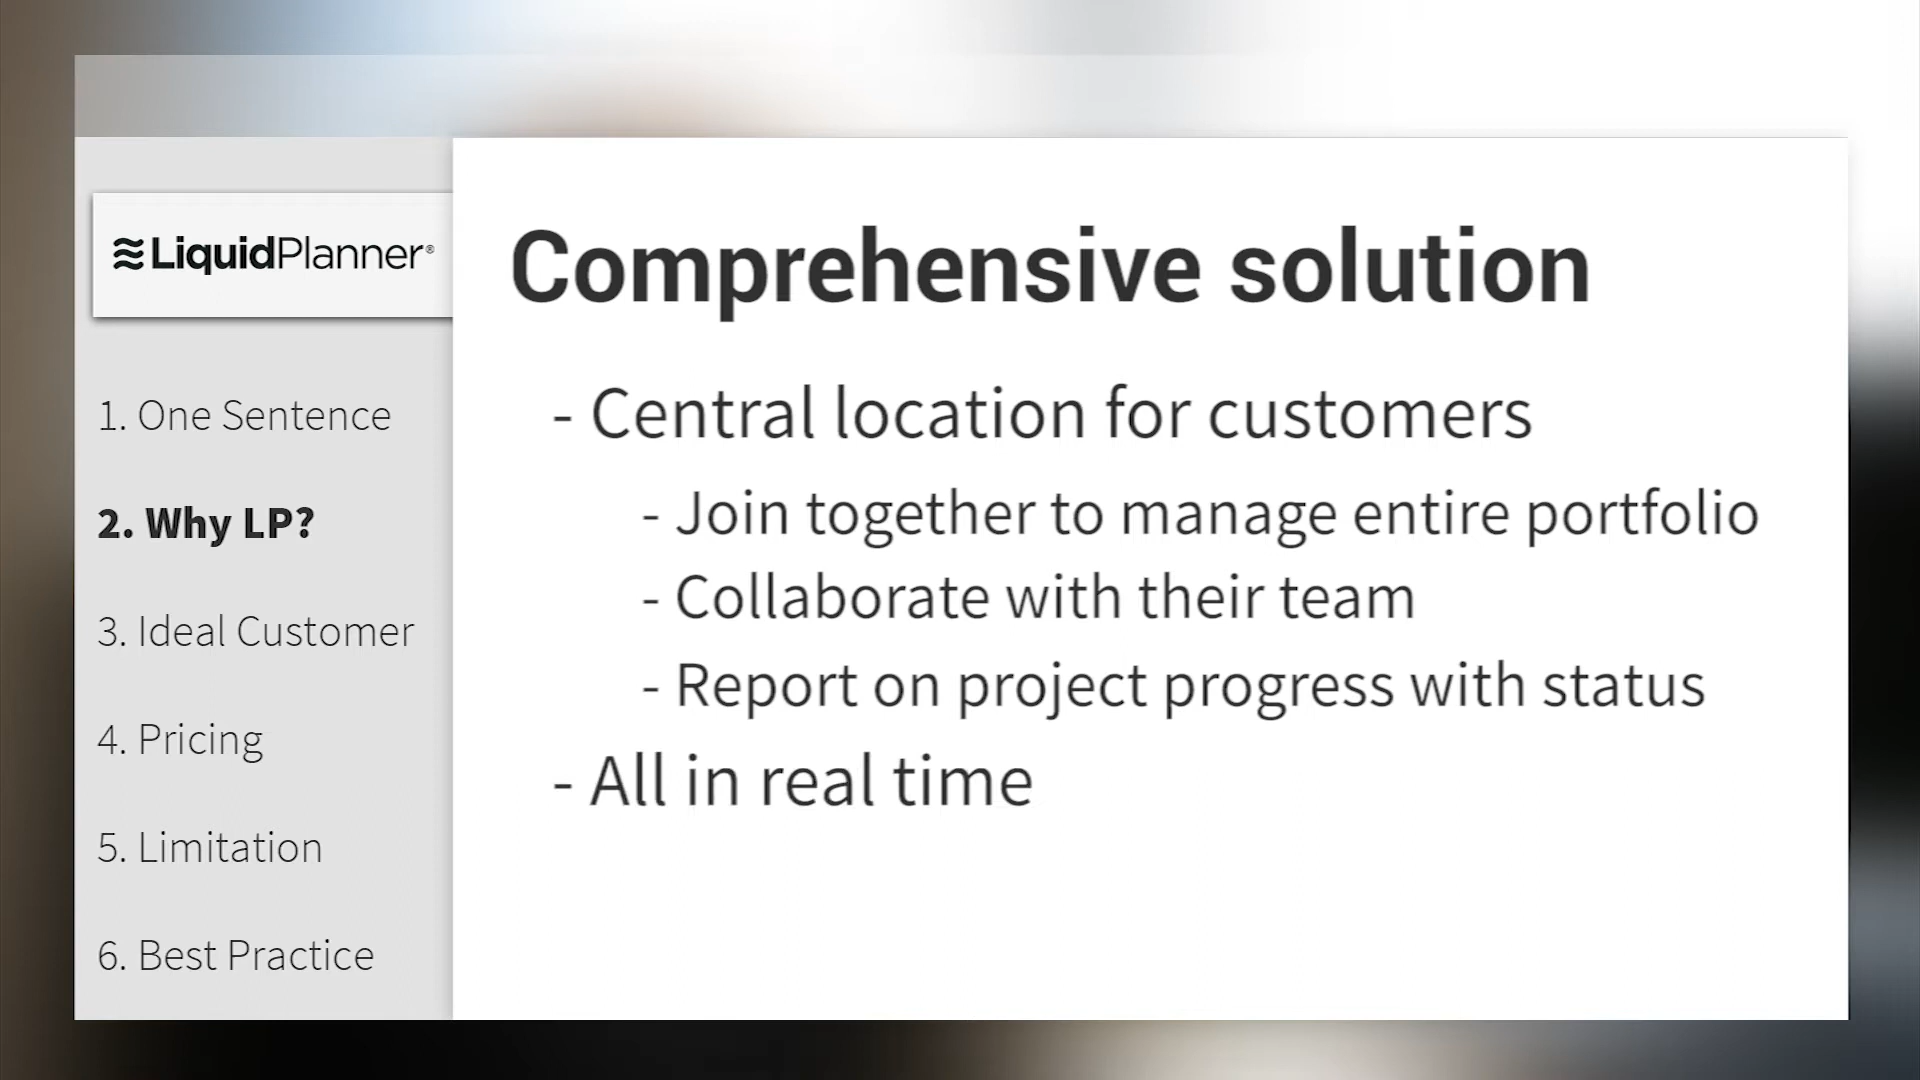 LiquidPlanner®
1. One Sentence
2. Why LP?
3. Ideal Customer
4. Pricing
5. Limitation
6. Best Practice
Comprehensive solution
- Central location for customers
- Join together to manage entire portfolio
- Collaborate with their team
- Report on project progress with status
- All in real time